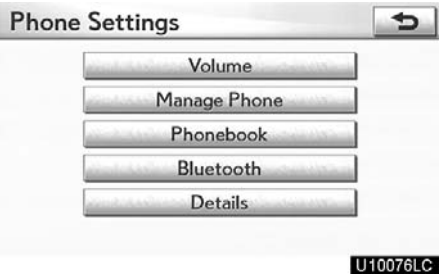 Phone Settings
Volume
Manage Phone
Phonebook
Bluetooth
Details
U10076LC